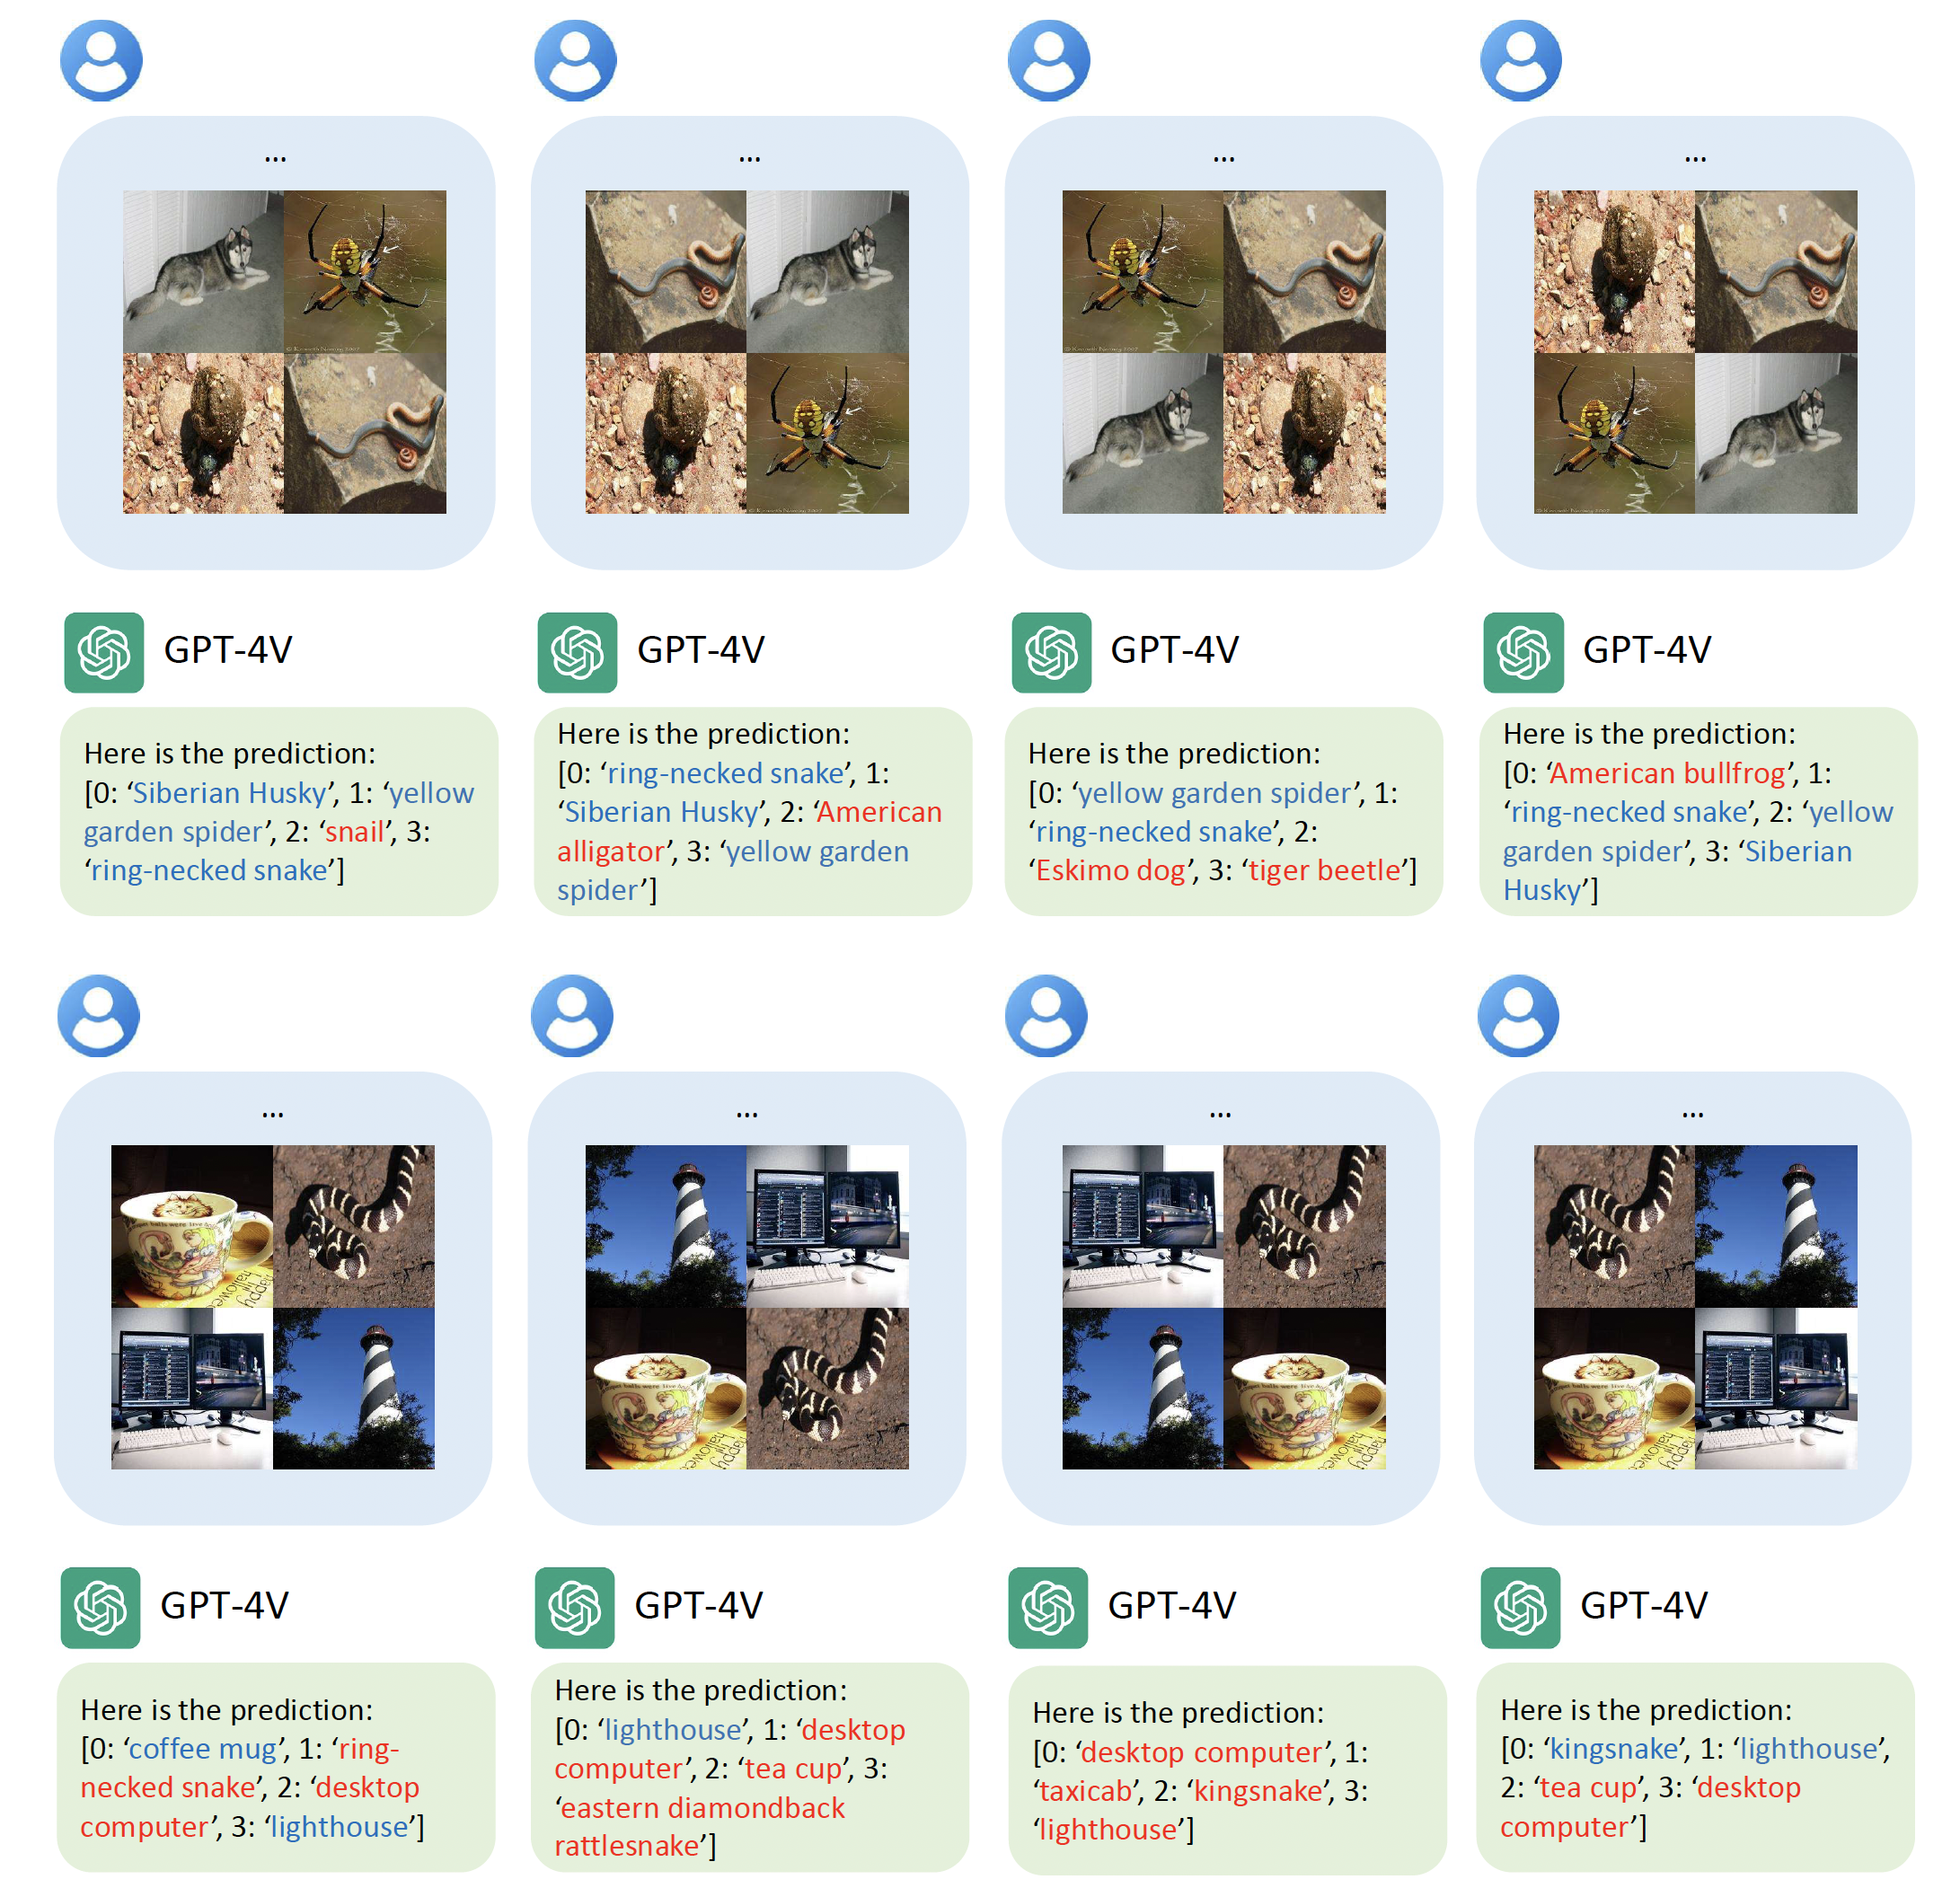 ...
...
...
...
GPT-4V
GPT-4V
GPT-4V
GPT-4V
Here is the prediction:
[0: ‘Siberian Husky’, 1: ‘yellow
garden spider’, 2: ‘snail’, 3:
‘ring-necked snake’]
Here is the prediction:
[0: ‘ring-necked snake’, 1:
‘Siberian Husky’, 2: ‘American
alligator’, 3: ‘yellow garden
spider’]
Here is the prediction:
[0: ‘yellow garden spider’, 1:
‘ring-necked snake’, 2:
‘Eskimo dog’, 3: ‘tiger beetle’]
Here is the prediction:
[0: ‘American bullfrog’, 1:
‘ring-necked snake’, 2: ‘yellow
garden spider’, 3: ‘Siberian
Husky’]
...
...
...
...
GPT-4V
GPT-4V
GPT-4V
GPT-4V
Here is the prediction:
[0: ‘coffee mug’, 1: ‘ring-
necked snake’, 2: ‘desktop
computer’, 3: ‘lighthouse’]
Here is the prediction:
[0: ‘lighthouse’, 1: ‘desktop
computer’, 2: ‘tea cup’, 3:
‘eastern diamondback
rattlesnake’]
Here is the prediction:
[0: ‘desktop computer’, 1:
‘taxicab’, 2: ‘kingsnake’, 3:
‘lighthouse’]
Here is the prediction:
[0: ‘kingsnake’, 1: ‘lighthouse’,
2: ‘tea cup’, 3: ‘desktop
computer’]